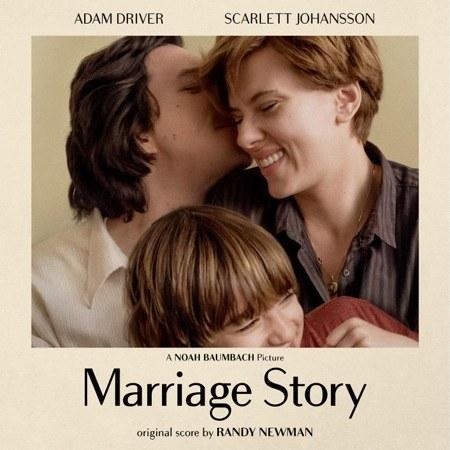 ADAM DRIVER SCARLETT JOHANSSON
A NOAH BAUMBACH Picture
Marriage Story
original score by RANDY NEWMAN